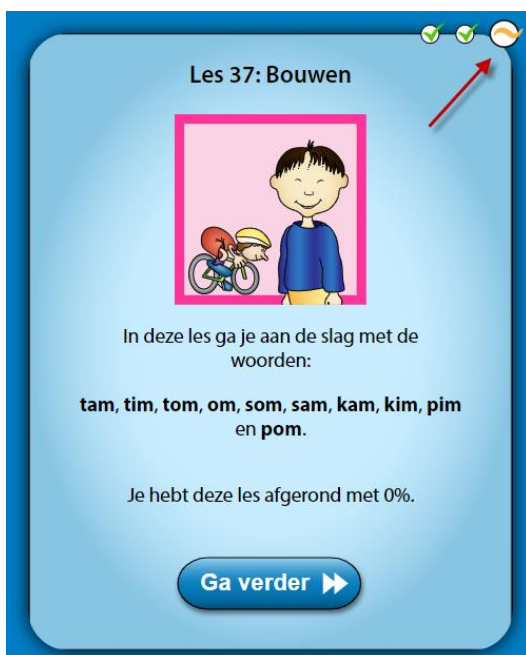 Les 37: Bouwen
In deze les ga je aan de slag met de
woorden:
tam, tim, tom, om, som, sam, kam, kim, pim
en pom.
Je hebt deze les afgerond met 0%.
Ga verder